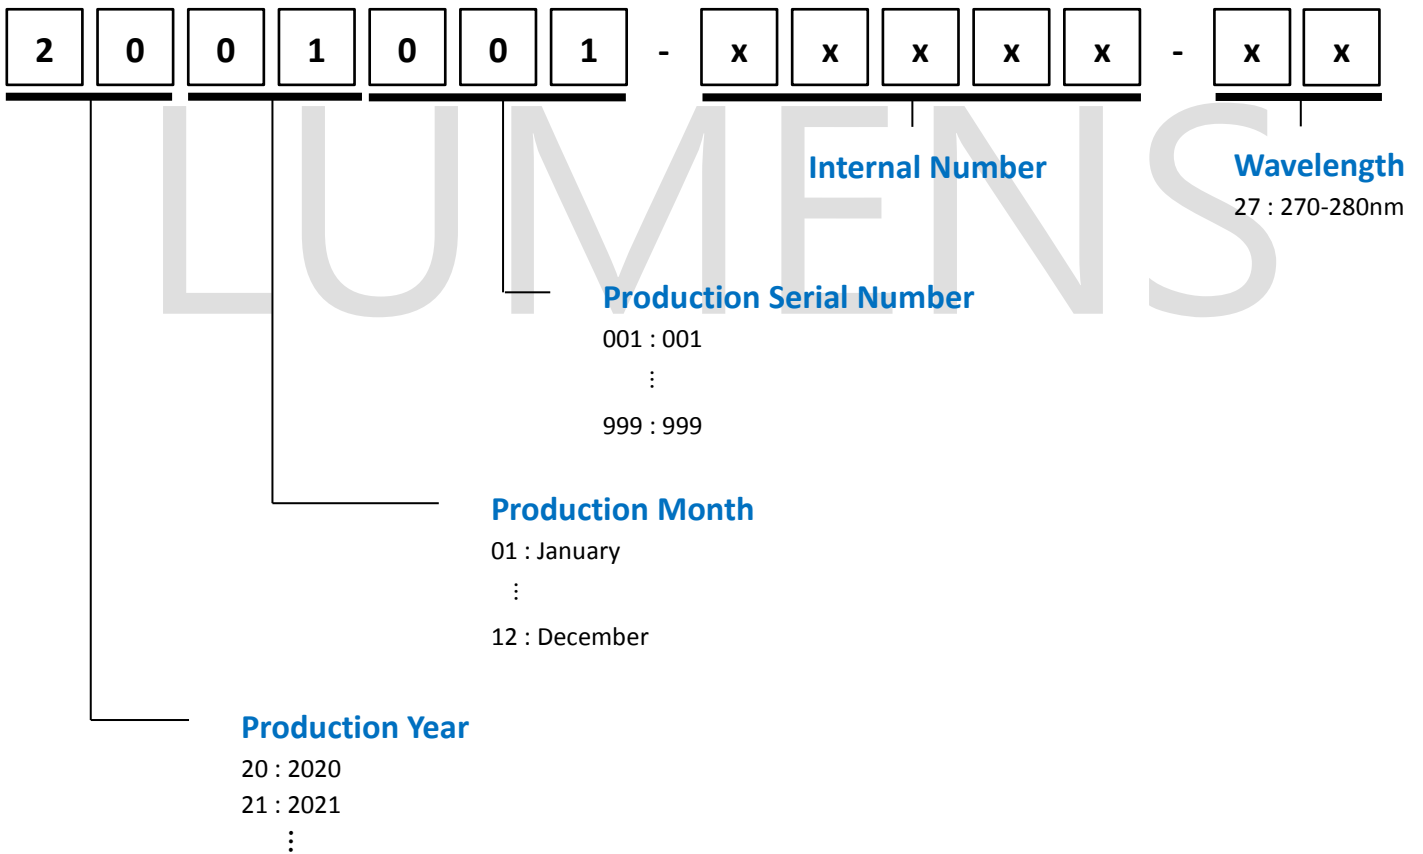 2 0 0 1 0 0 1 - x x x x x - x x
LUMENS
Internal Number
Wavelength
27 : 270-280nm
Production Serial Number
001 : 001
⋮
999 : 999
Production Month
01 : January
⋮
12 : December
Production Year
20 : 2020
21 : 2021
⋮